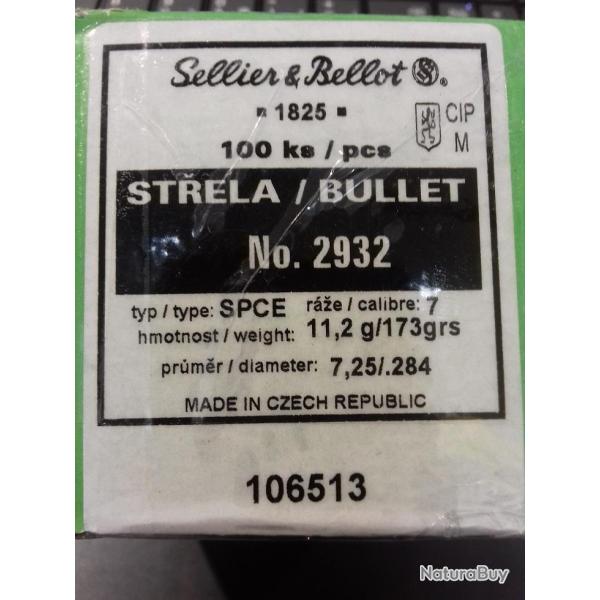 Sellier & Bellot S&B ®.
▪ 1825 ▪
CIP
M
100 ks / pcs
STŘELA / BULLET
No. 2932
typ / type: SPCE ráže / calibre: 7
hmotnost / weight: 11,2 g/173grs
průměr / diameter: 7,25/.284
MADE IN CZECH REPUBLIC
106513
NaturaBuy